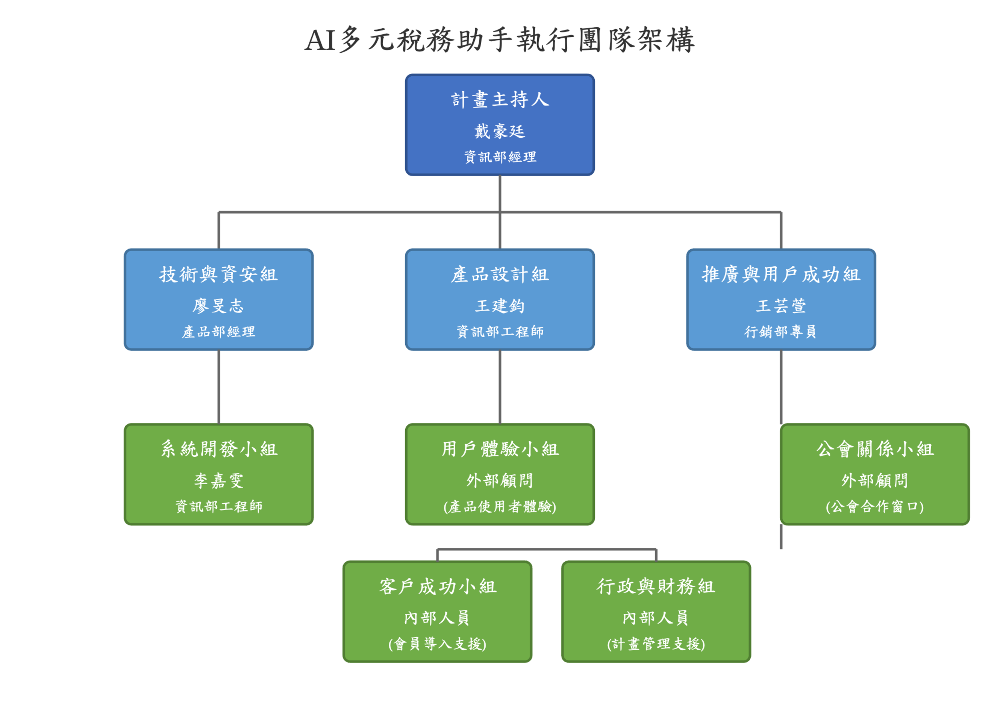 AI多元稅務助手執行團隊架構
計畫主持人
戴豪廷
資訊部經理
技術與資安組
廖旻志
產品部經理
產品設計組
王建鈞
資訊部工程師
推廣與用戶成功組
王芸萱
行銷部專員
系統開發小組
李嘉雯
資訊部工程師
用戶體驗小組
外部顧問
(產品使用者體驗)
公會關係小組
外部顧問
(公會合作窗口)
客戶成功小組
內部人員
(會員導入支援)
行政與財務組
內部人員
(計畫管理支援)